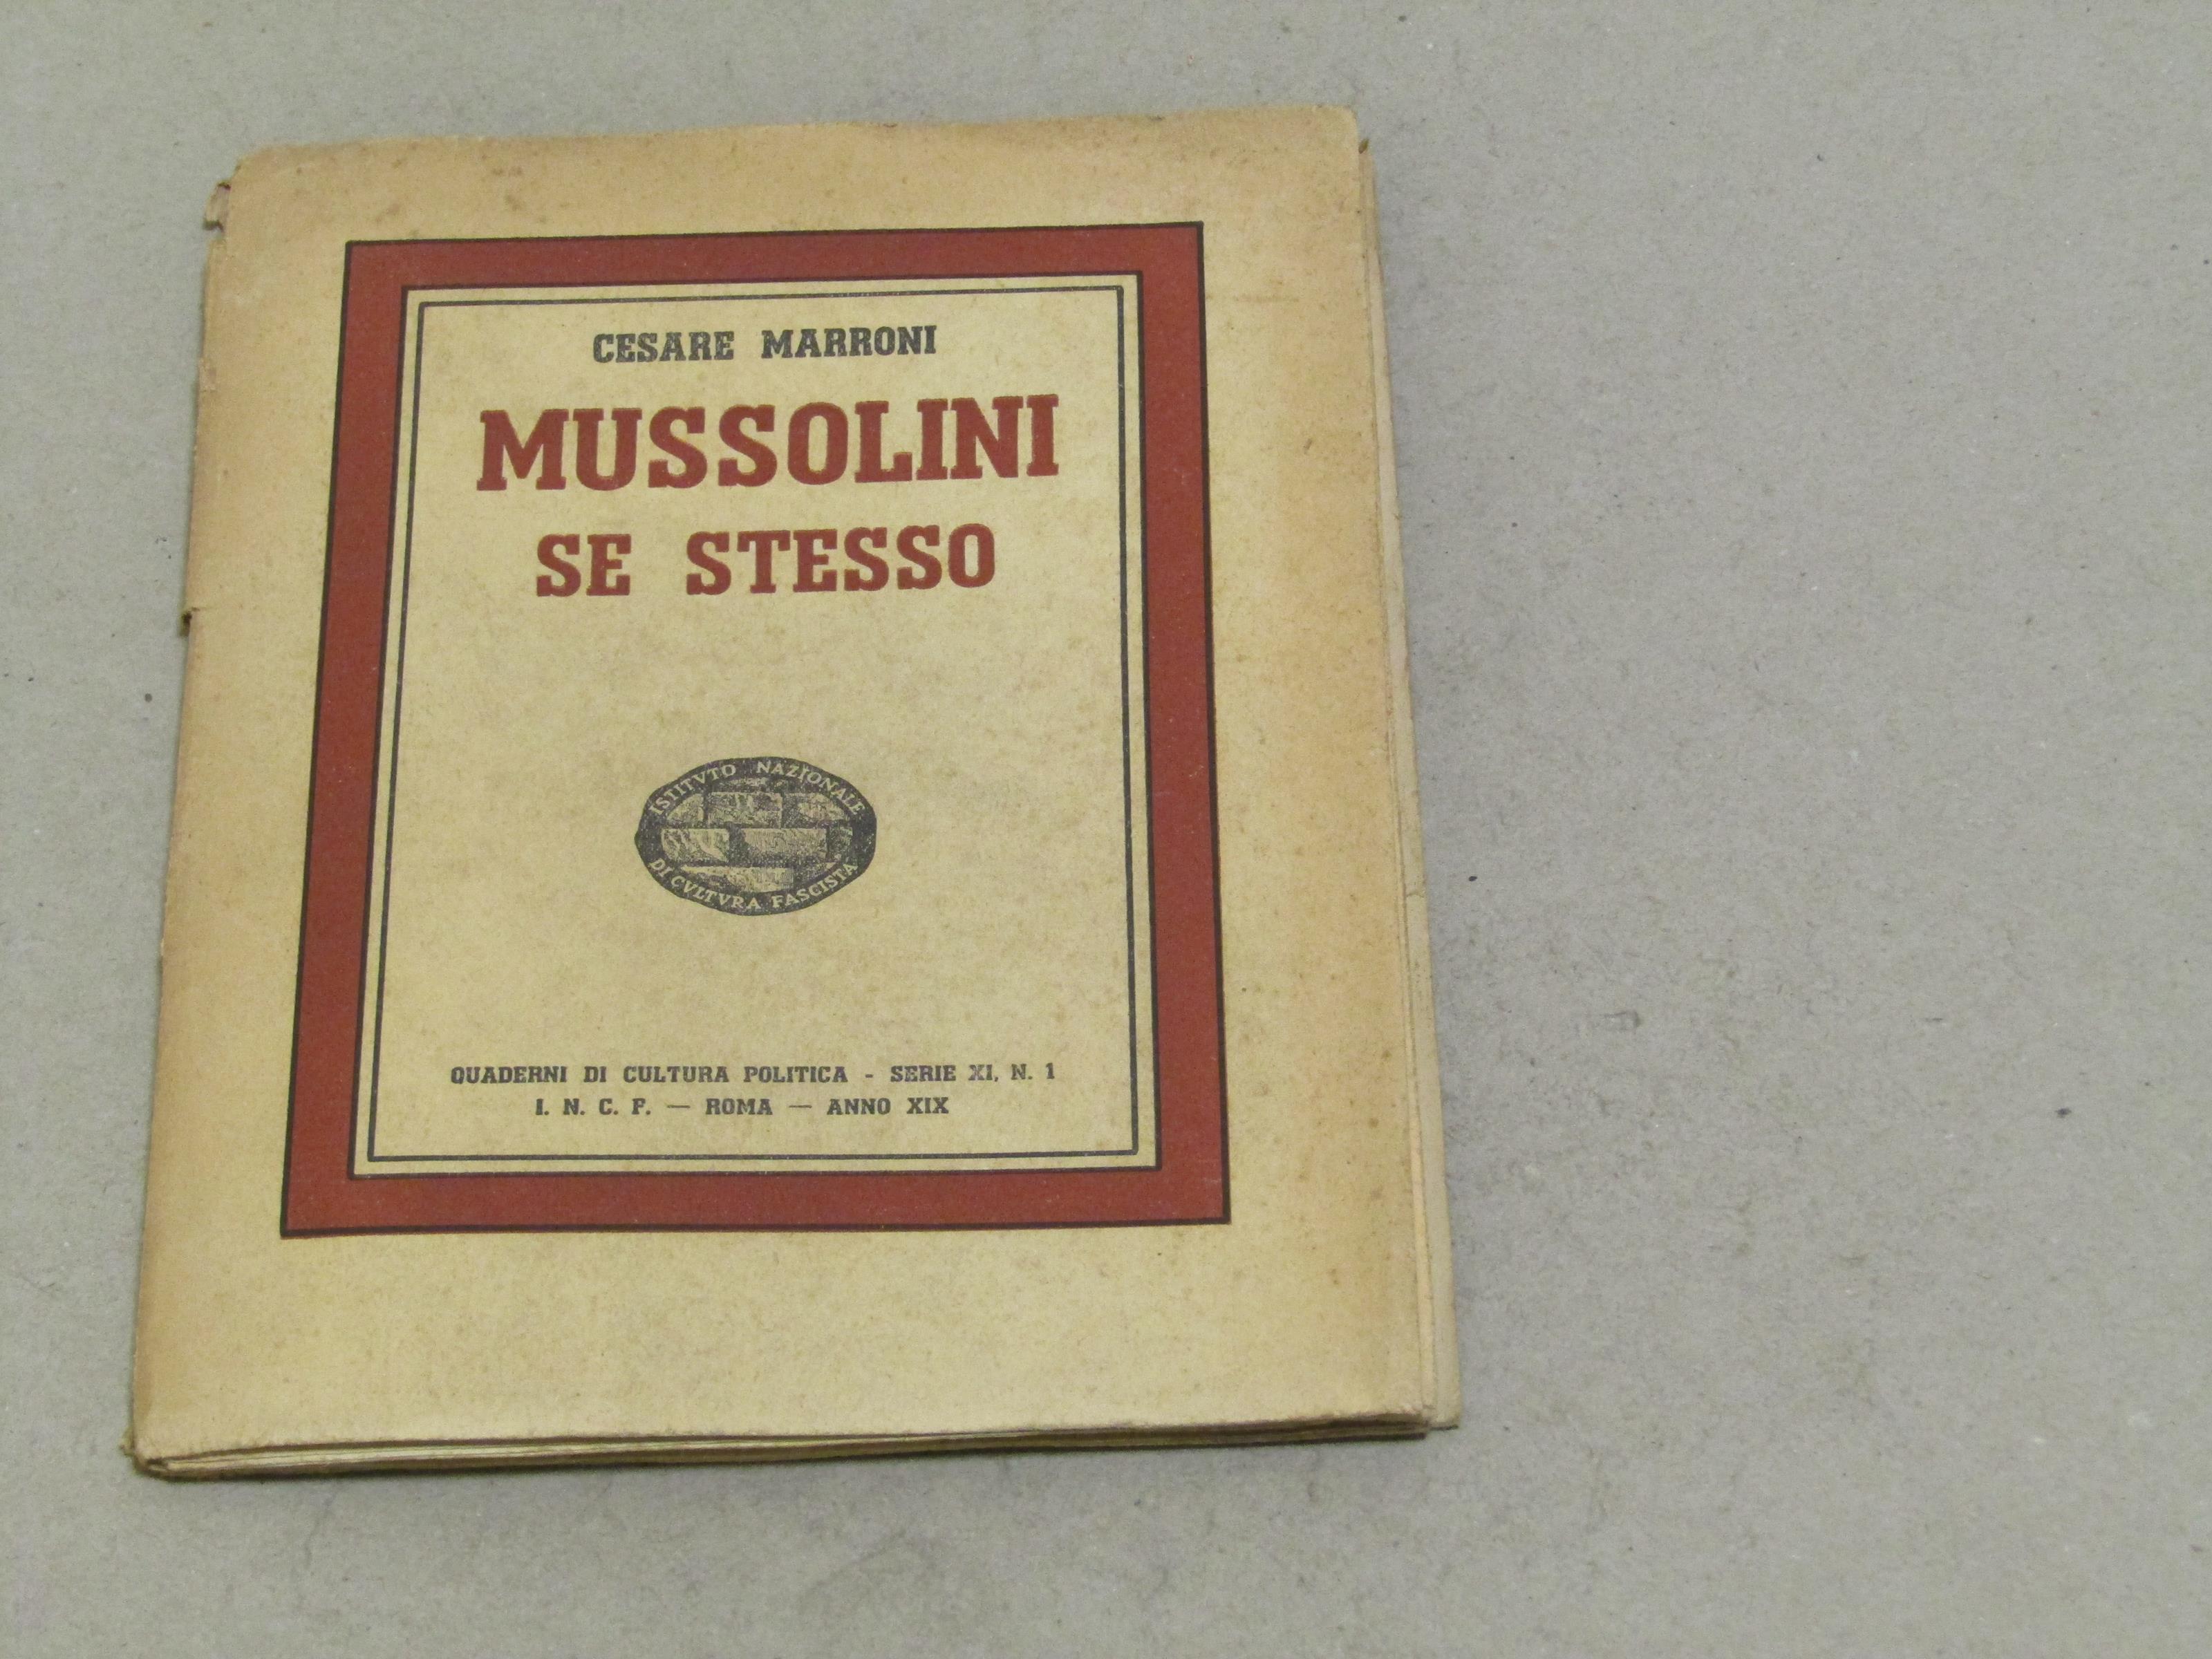 CESARE MARRONI
MUSSOLINI
SE STESSO
ISTITVTO NAZIONALE
DI CVLTVRA FASCISTA
QUADERNI DI CULTURA POLITICA - SERIE XI, N. 1
I. N. C. F. — ROMA — ANNO XIX